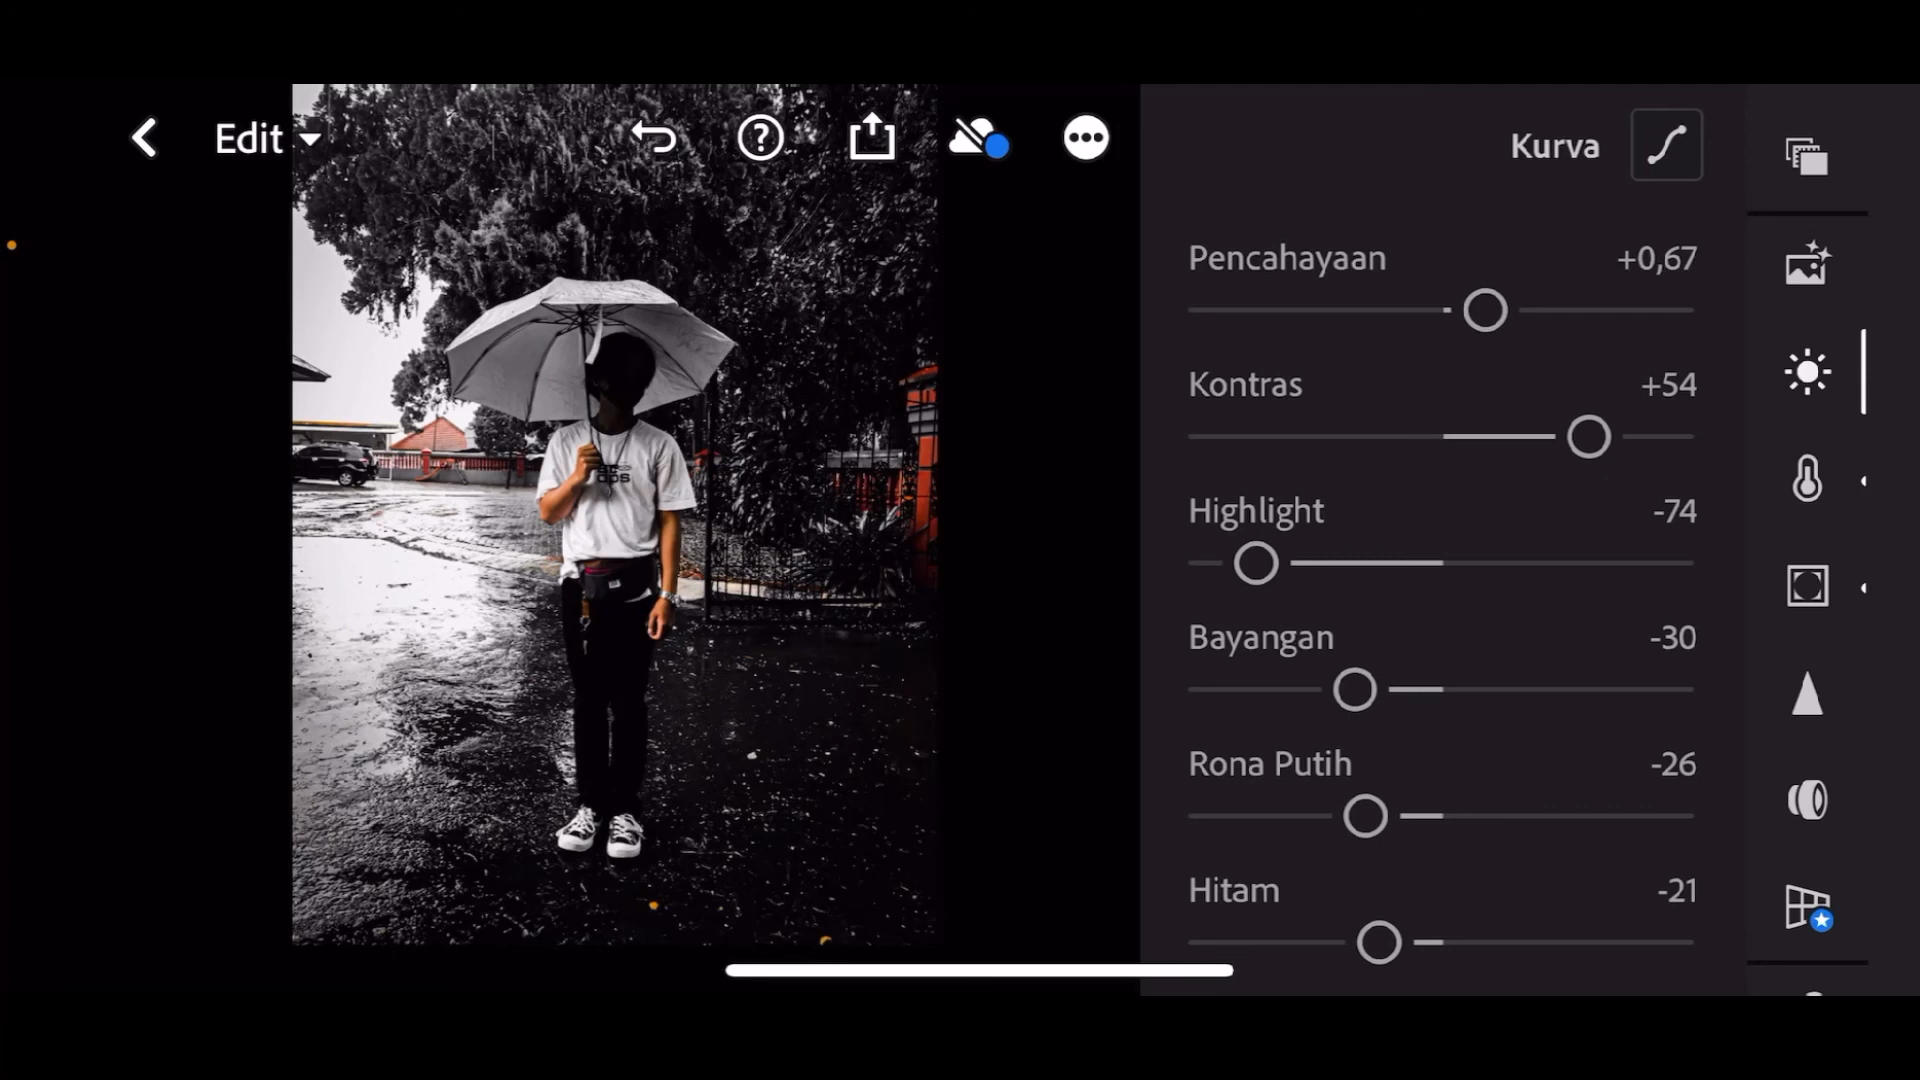 Edit
Kurva
Pencahayaan +0,67
Kontras +54
Highlight -74
Bayangan -30
Rona Putih -26
Hitam -21